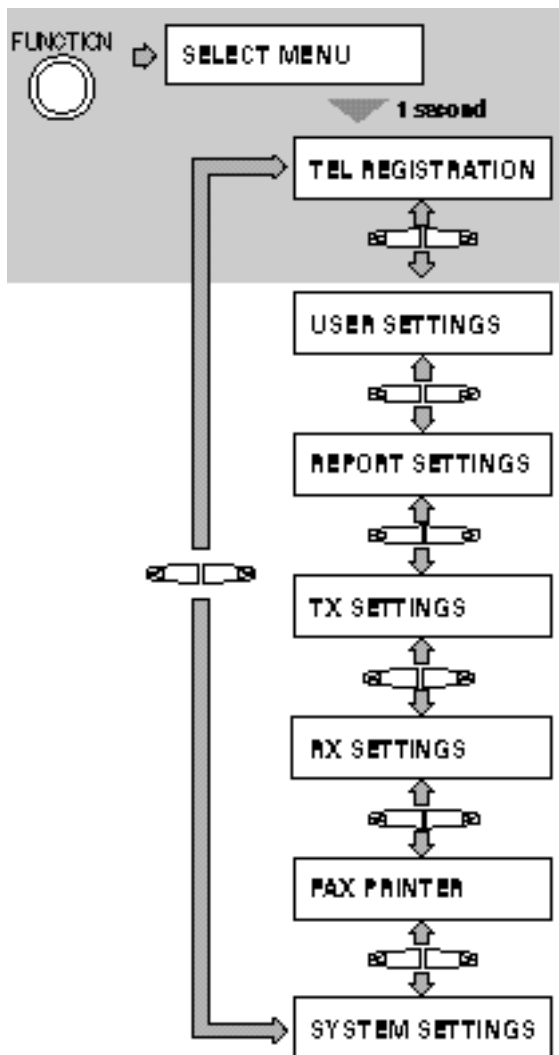 FUNCTION
SELECT MENU
1 second
TEL REGISTRATION
USER SETTINGS
REPORT SETTINGS
TX SETTINGS
RX SETTINGS
FAX PRINTER
SYSTEM SETTINGS